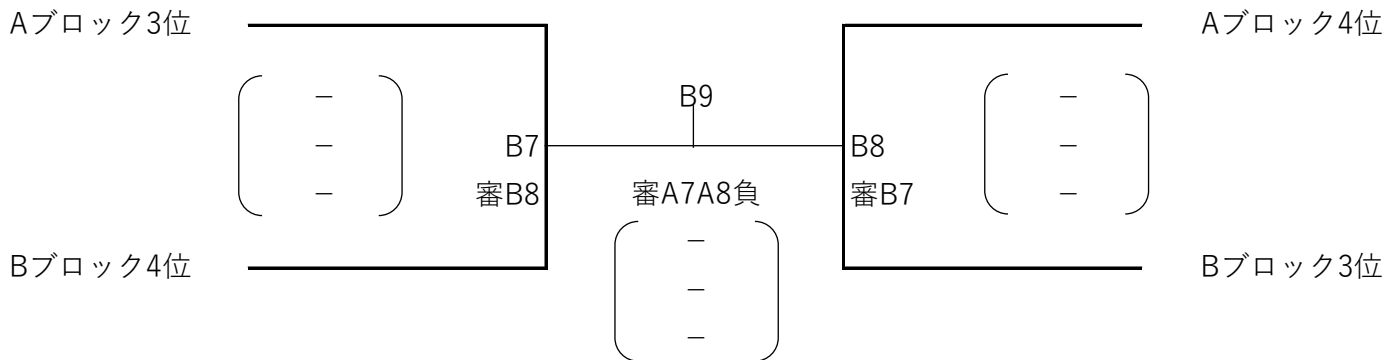 Aブロック3位
Aブロック4位
B9
－
－
－
－
B7
B8
－
審B8
審A7A8負
審B7
－
－
－
Bブロック4位
Bブロック3位
－
－